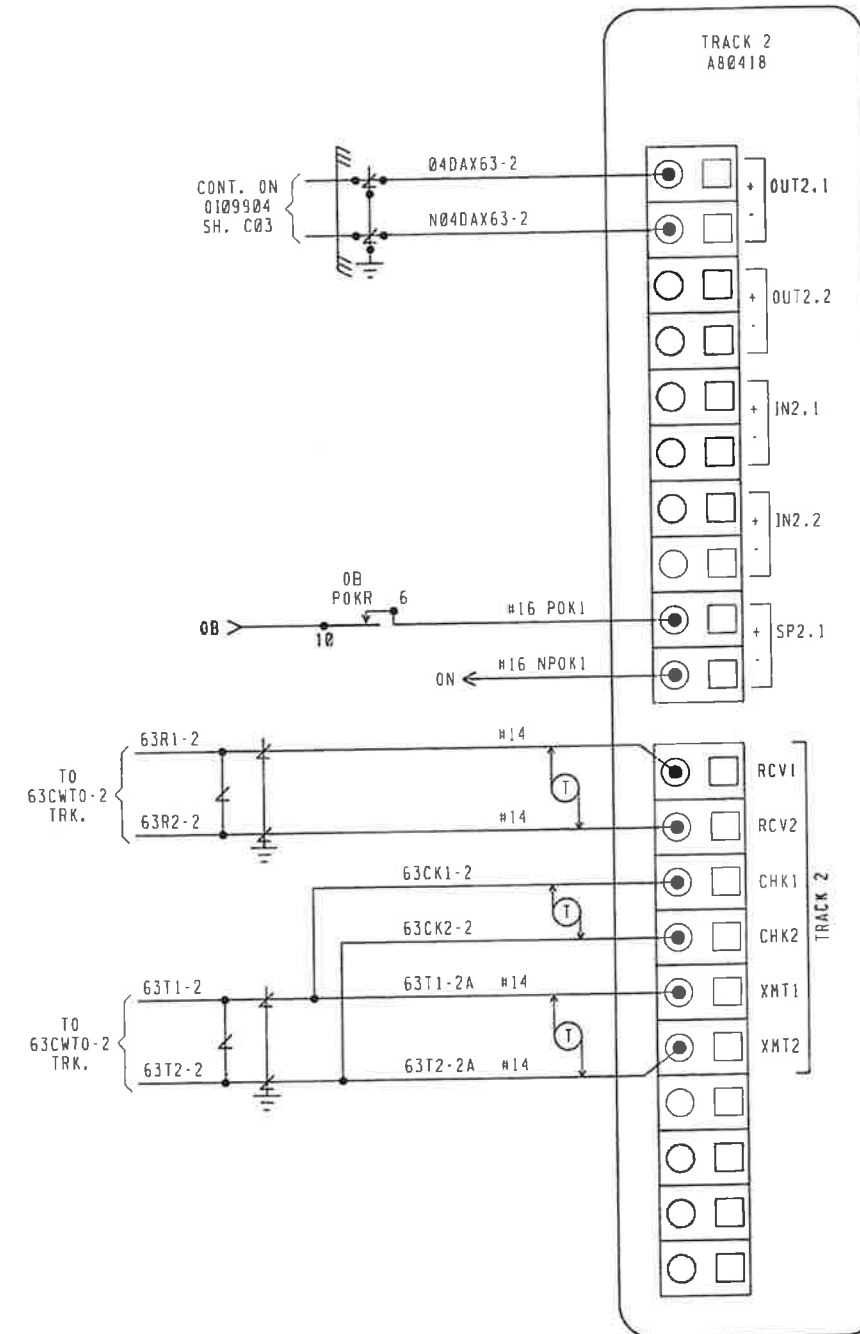 TRACK 2
A80418
04DAX63-2
CONT. ON
QI09904
SH. C03
N04DAX63-2
+ OUT2.1
-
+ OUT2.2
-
+ IN2.1
-
+ IN2.2
-
OB
POKR
6
#16 POK1
OB
10
+ SP2.1
-
ON
#16 NPOK1
63R1-2
#14
RCV1
TO
63CWTO-2
TRK.
T
63R2-2
#14
RCV2
63CK1-2
CHK1
T
63CK2-2
CHK2
TRACK 2
63T1-2
63T1-2A #14
XMT1
TO
63CWTO-2
TRK.
T
63T2-2
63T2-2A #14
XMT2